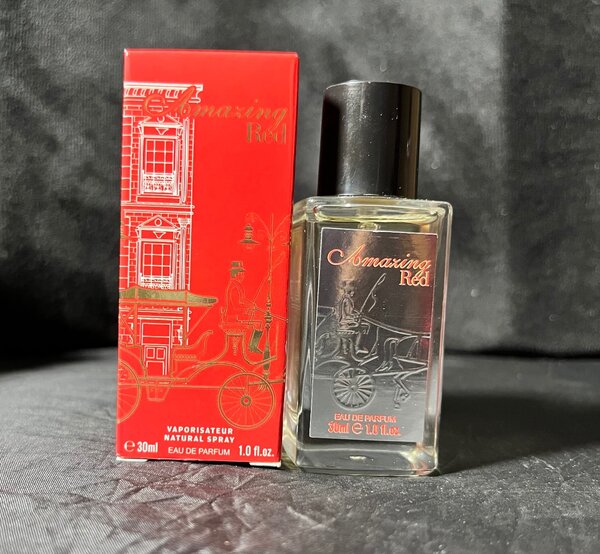 Amazing
Red
VAPORISATEUR
NATURAL SPRAY
℮ 30ml EAU DE PARFUM 1.0 fl.oz.
Amazing
Red
EAU DE PARFUM
30ml ℮ 1.0 fl.oz.